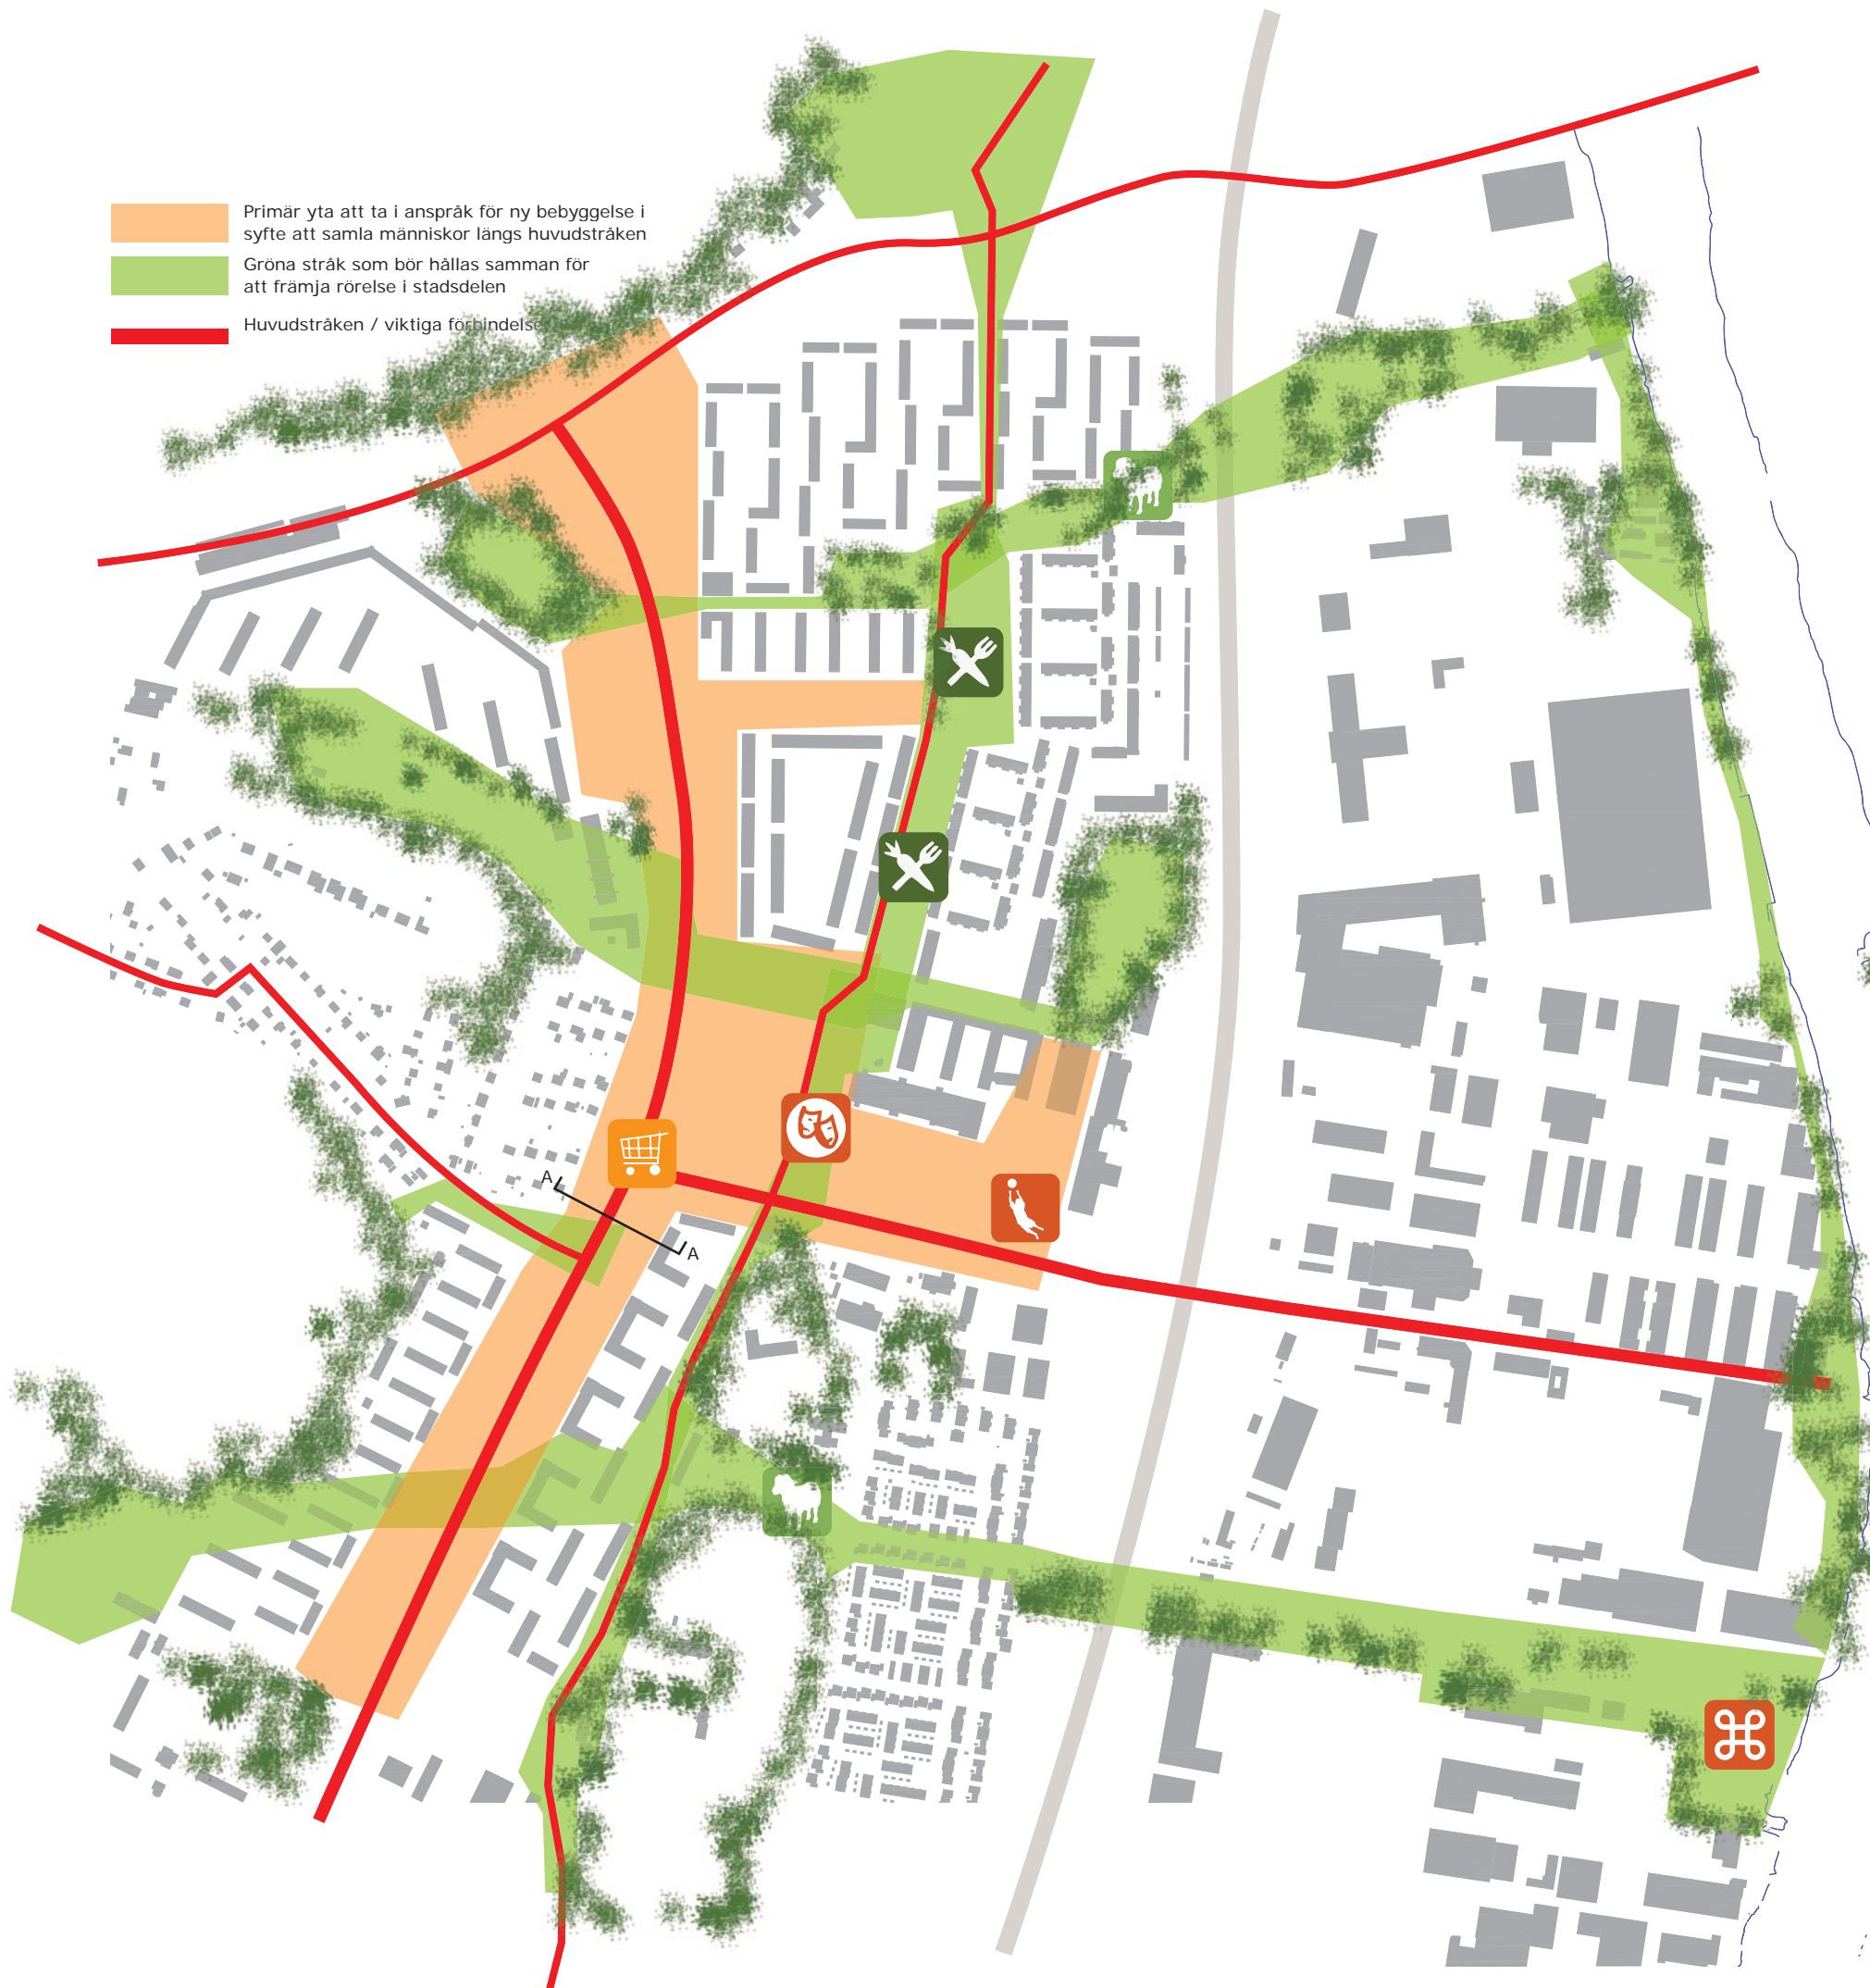 Primär yta att ta i anspråk för ny bebyggelse i
syfte att samla människor längs huvudstråken
Gröna stråk som bör hållas samman för
att främja rörelse i stadsdelen
Huvudstråken / viktiga förbindelser
A
A